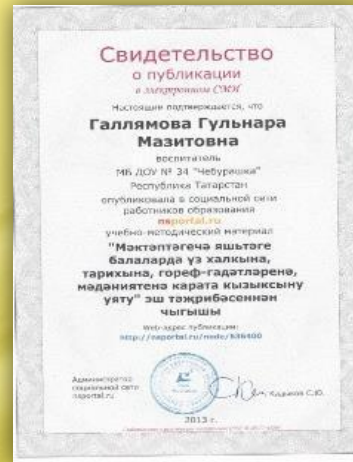 Свидетельство
о публикации
в электронном СМИ
Настоящим подтверждается, что
Галлямова Гульнара
Мазитовна
воспитатель
МБ ДОУ № 34 "Чебурашка"
Республика Татарстан
опубликовала в социальной сети
работников образования
nsportal.ru
учебно-методический материал
"Мәктәпкәчә яшьтәге
балаларда үз халкына,
тарихына, гореф-гадәтләренә,
мәдәниятенә карата кызыксыну
уяту" эш тәҗрибәсеннән
чыгышы
Web-адрес публикации:
http://nsportal.ru/node/636400
Администратор
социальной сети
nsportal.ru
2013 г.